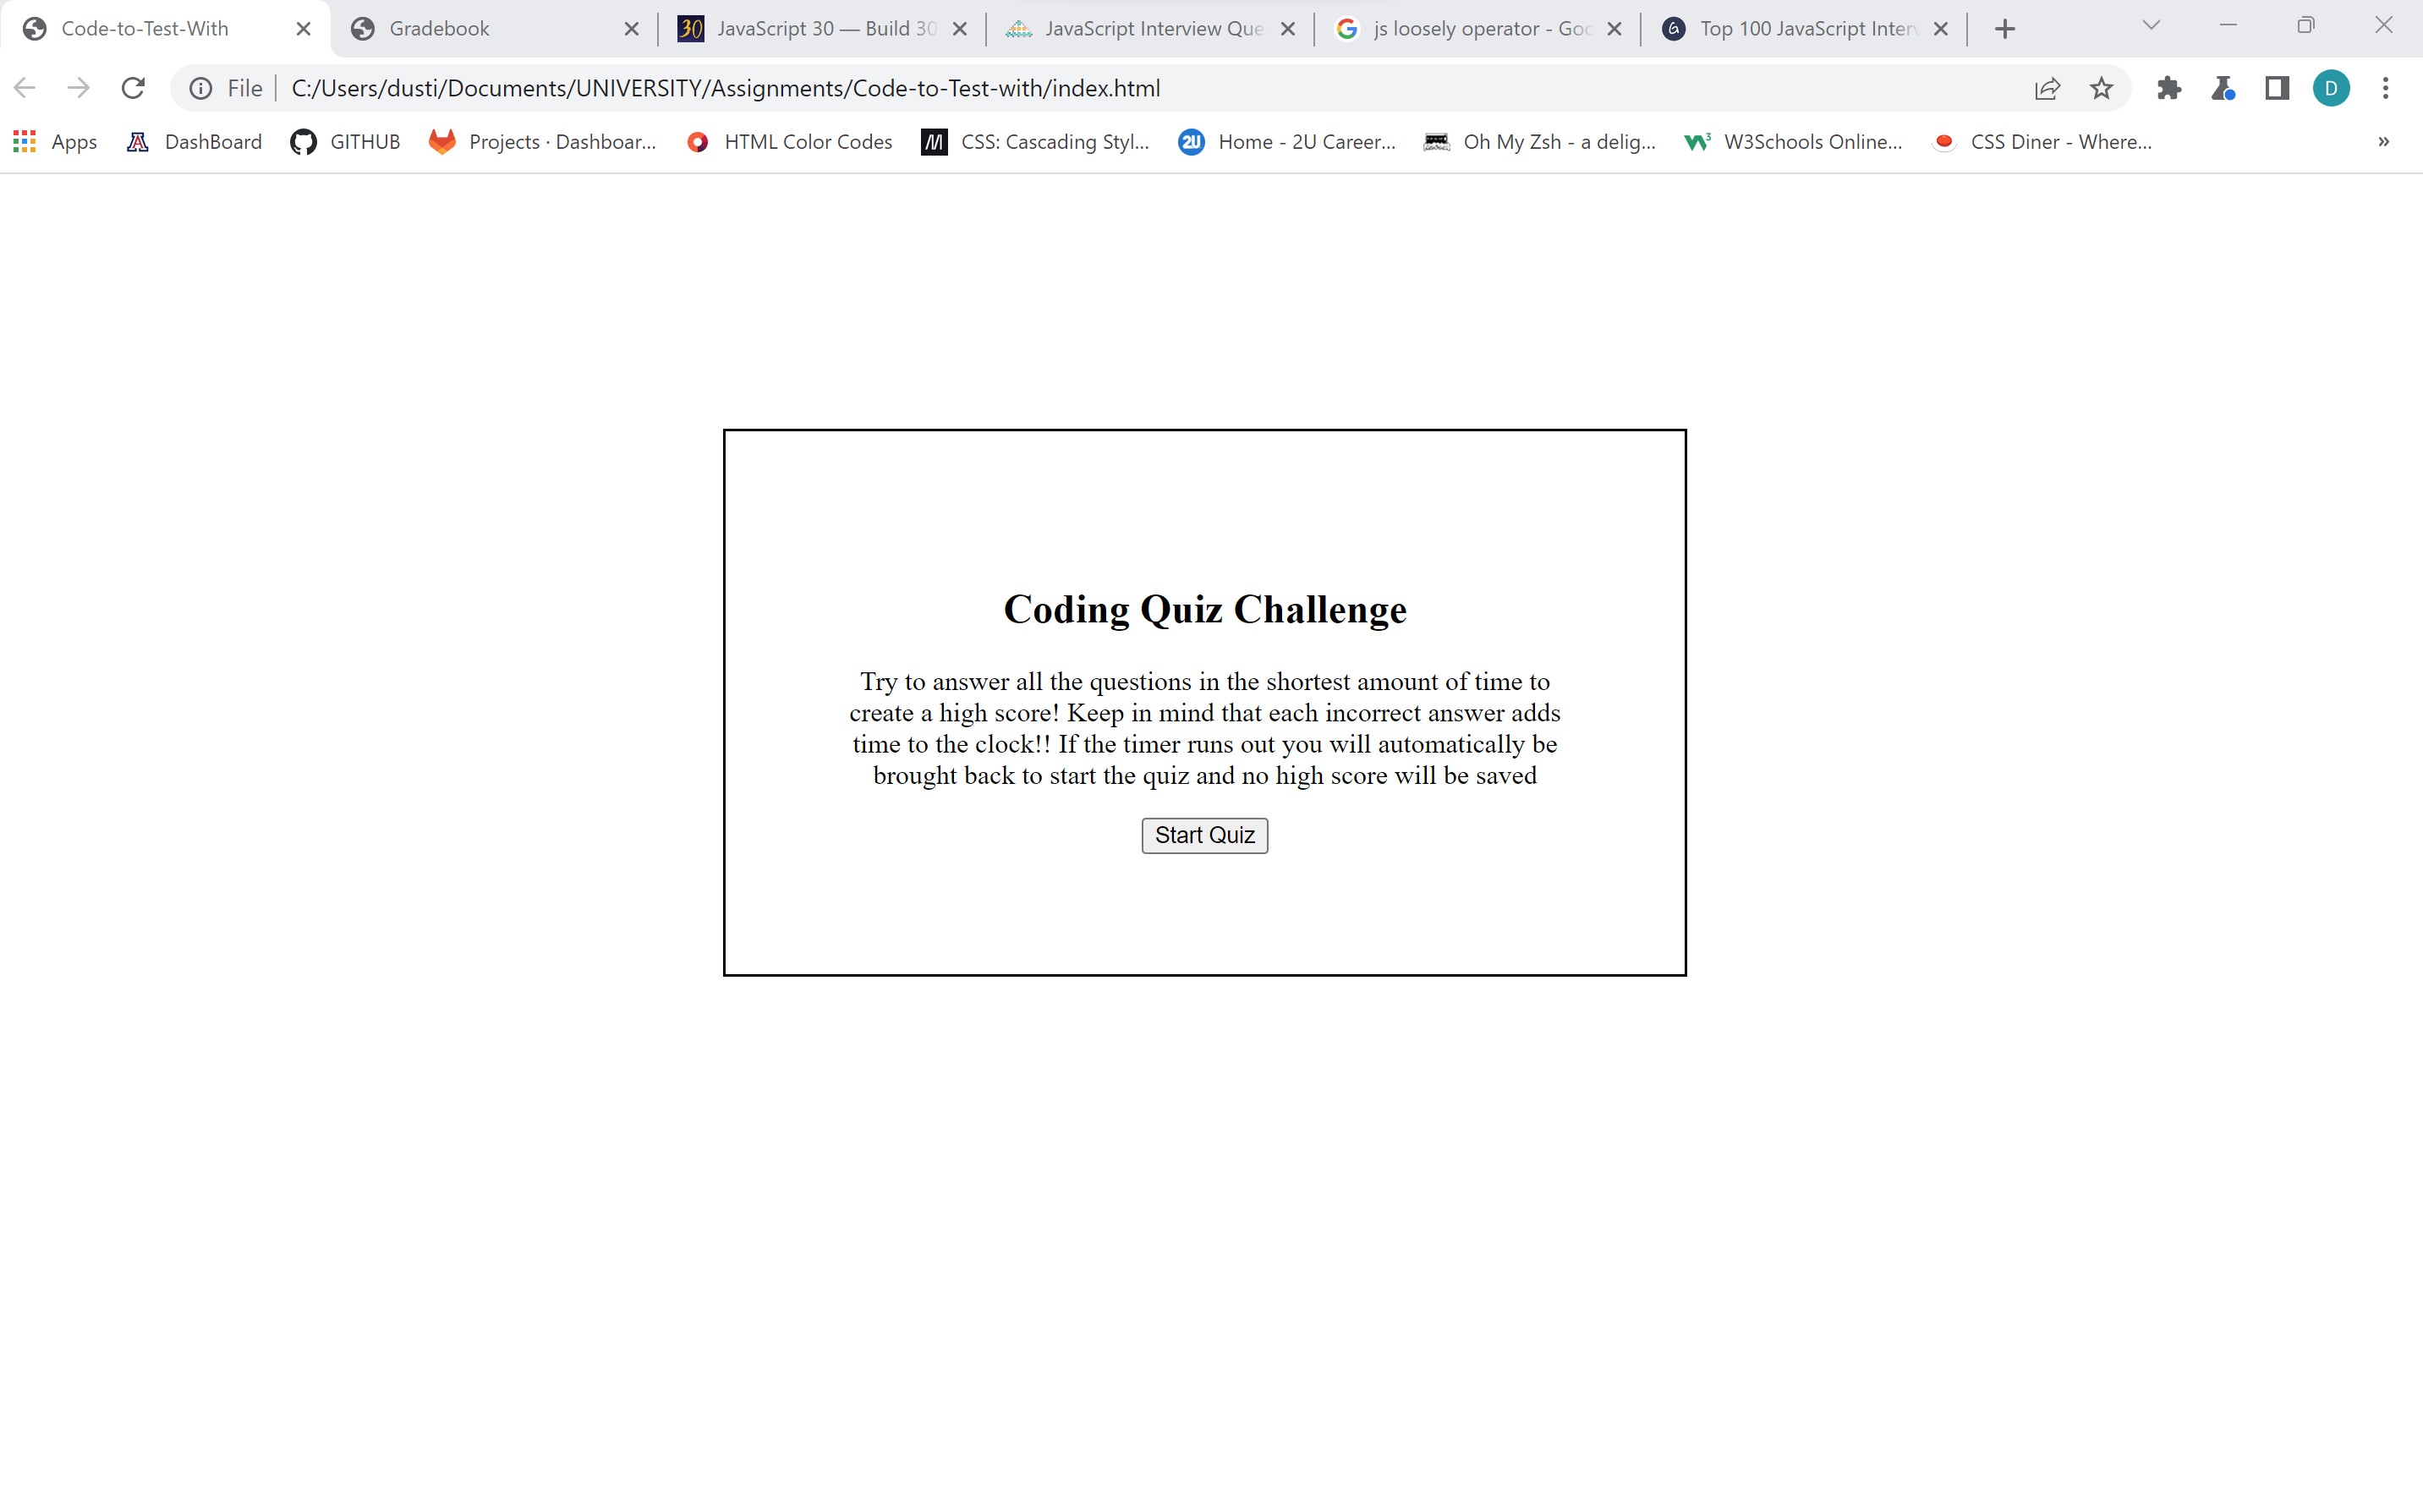 Code-to-Test-With
Gradebook
30 JavaScript 30 — Build 30
JavaScript Interview Que
js loosely operator - Goo
Top 100 JavaScript Inter
File C:/Users/dusti/Documents/UNIVERSITY/Assignments/Code-to-Test-with/index.html
D
Apps
DashBoard
GITHUB
Projects · Dashboar...
HTML Color Codes
CSS: Cascading Styl...
2U Home - 2U Career...
Oh My Zsh - a delig...
W3Schools Online...
CSS Diner - Where...
»
Coding Quiz Challenge
Try to answer all the questions in the shortest amount of time to
create a high score! Keep in mind that each incorrect answer adds
time to the clock!! If the timer runs out you will automatically be
brought back to start the quiz and no high score will be saved
Start Quiz